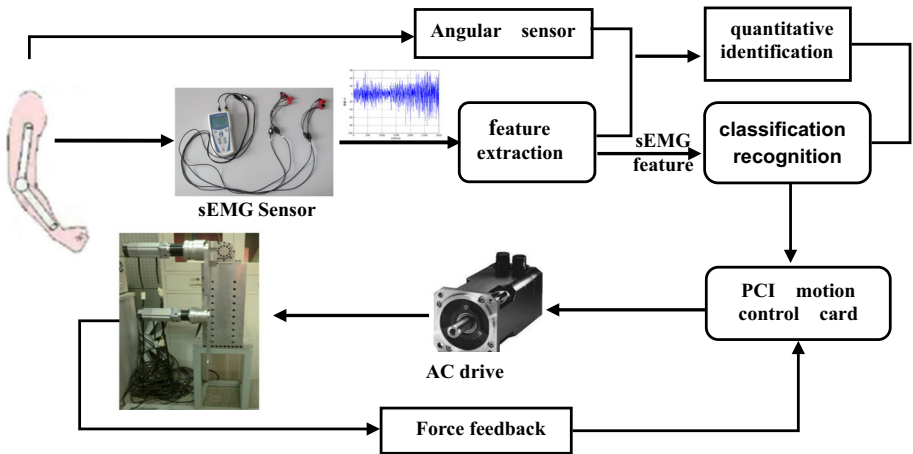 Angular sensor
quantitative
identification
feature
extraction
sEMG
feature
classification
recognition
sEMG Sensor
PCI motion
control card
AC drive
Force feedback